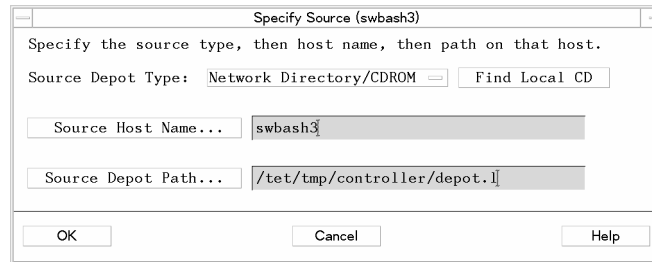 Specify Source (swbash3)
Specify the source type, then host name, then path on that host.
Source Depot Type: Network Directory/CDROM Find Local CD
Source Host Name... swbash3
Source Depot Path... /tet/tmp/controller/depot.l
OK Cancel Help